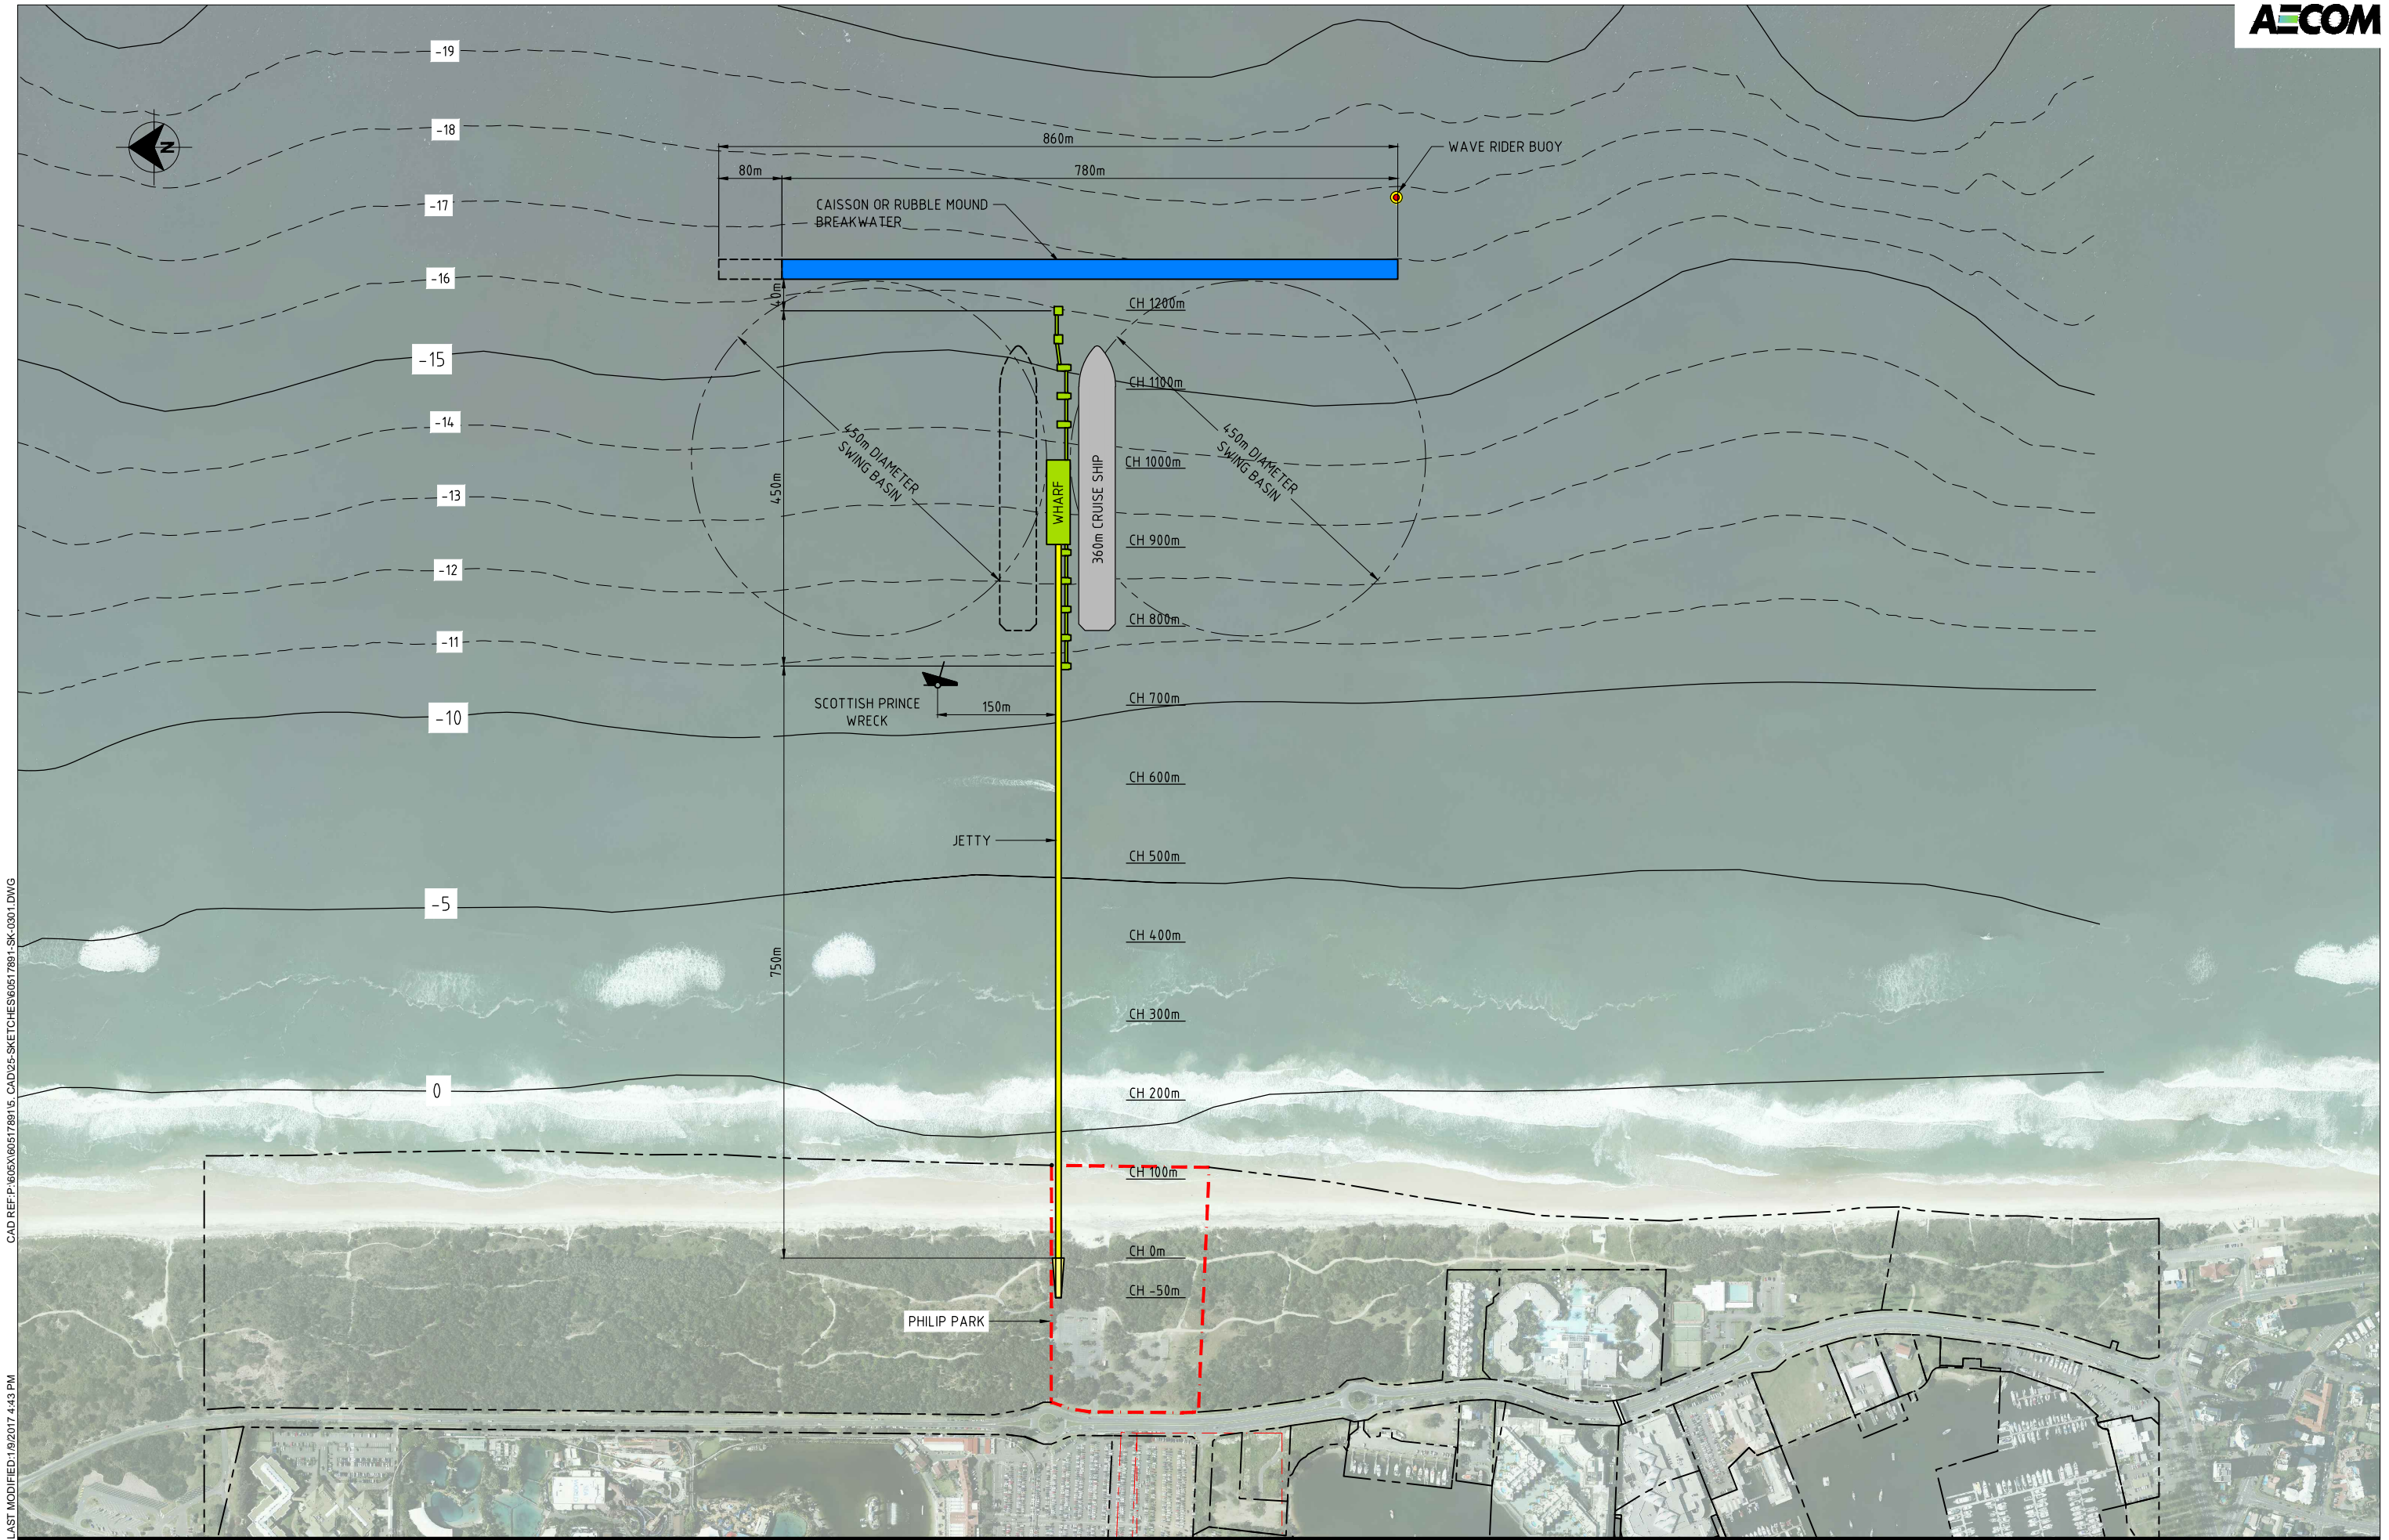 AECOM
-19
-18
860m
WAVE RIDER BUOY
N
80m
780m
-17
CAISSON OR RUBBLE MOUND
BREAKWATER
-16
40m
CH 1200m
-15
CH 1100m
-14
450m DIAMETER
SWING BASIN
450m DIAMETER
SWING BASIN
CH 1000m
450m
-13
WHARF
360m CRUISE SHIP
CH 900m
-12
CH 800m
-11
SCOTTISH PRINCE
WRECK
150m
CH 700m
-10
CH 600m
JETTY
CH 500m
-5
CH 400m
750m
CH 300m
0
CH 200m
CH 100m
CH 0m
CH -50m
PHILIP PARK
CAD REF:P:\605X\60517891\5. CAD\25-SKETCHES\60517891-SK-0301.DWG
LAST MODIFIED:1/9/2017 4:43 PM